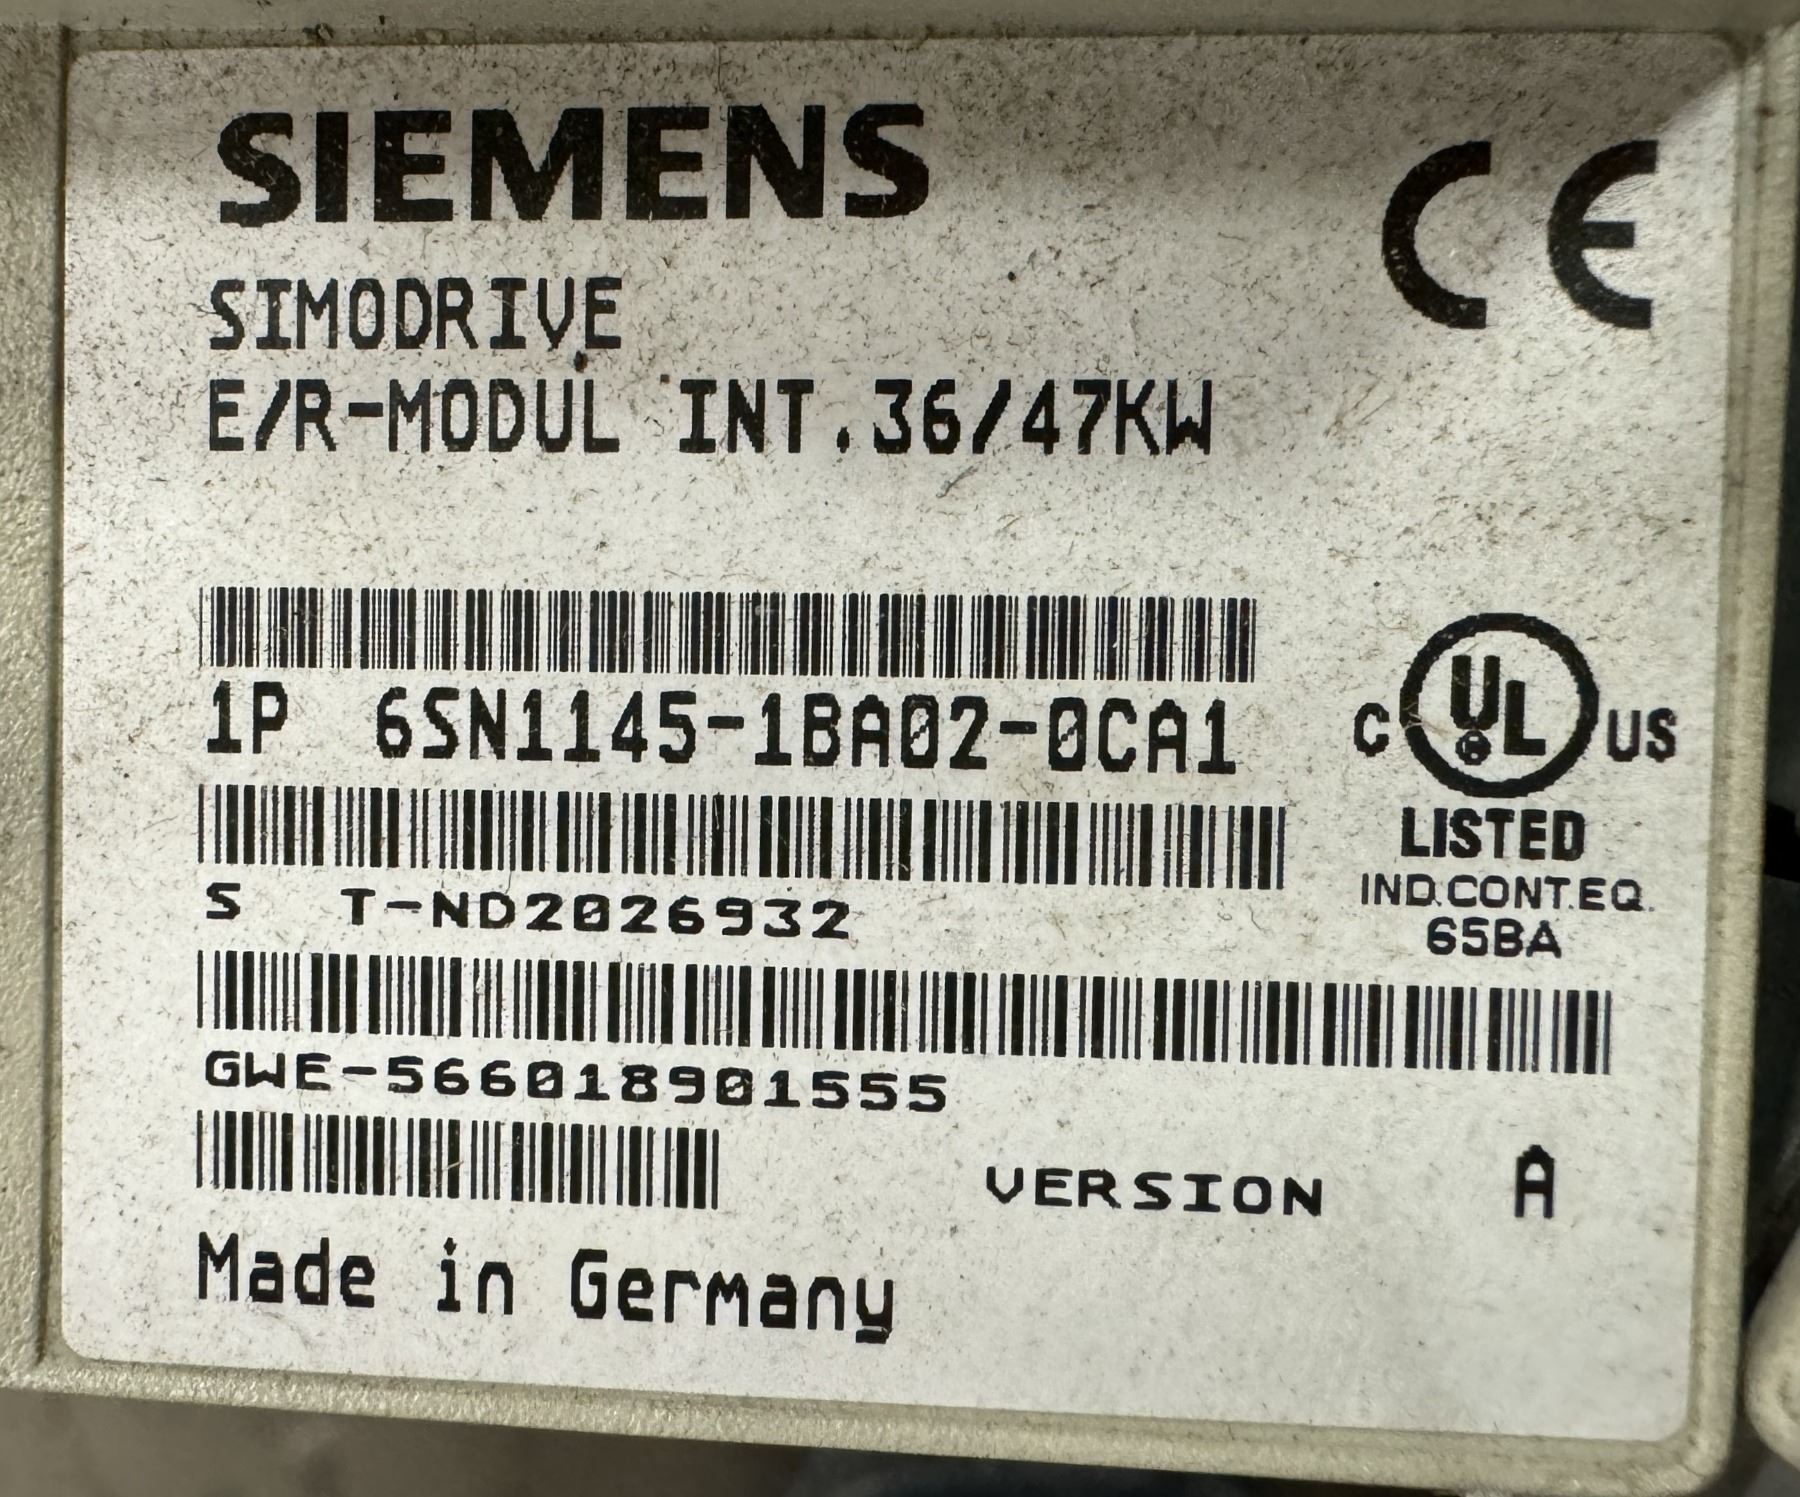 SIEMENS
CE
SIMODRIVE
E/R-MODUL INT.36/47KW
1P 6SN1145-1BA02-0CA1
C UL US
LISTED
IND.CONT.EQ.
65BA
S T-ND2026932
GWE-566018901555
VERSION A
Made in Germany